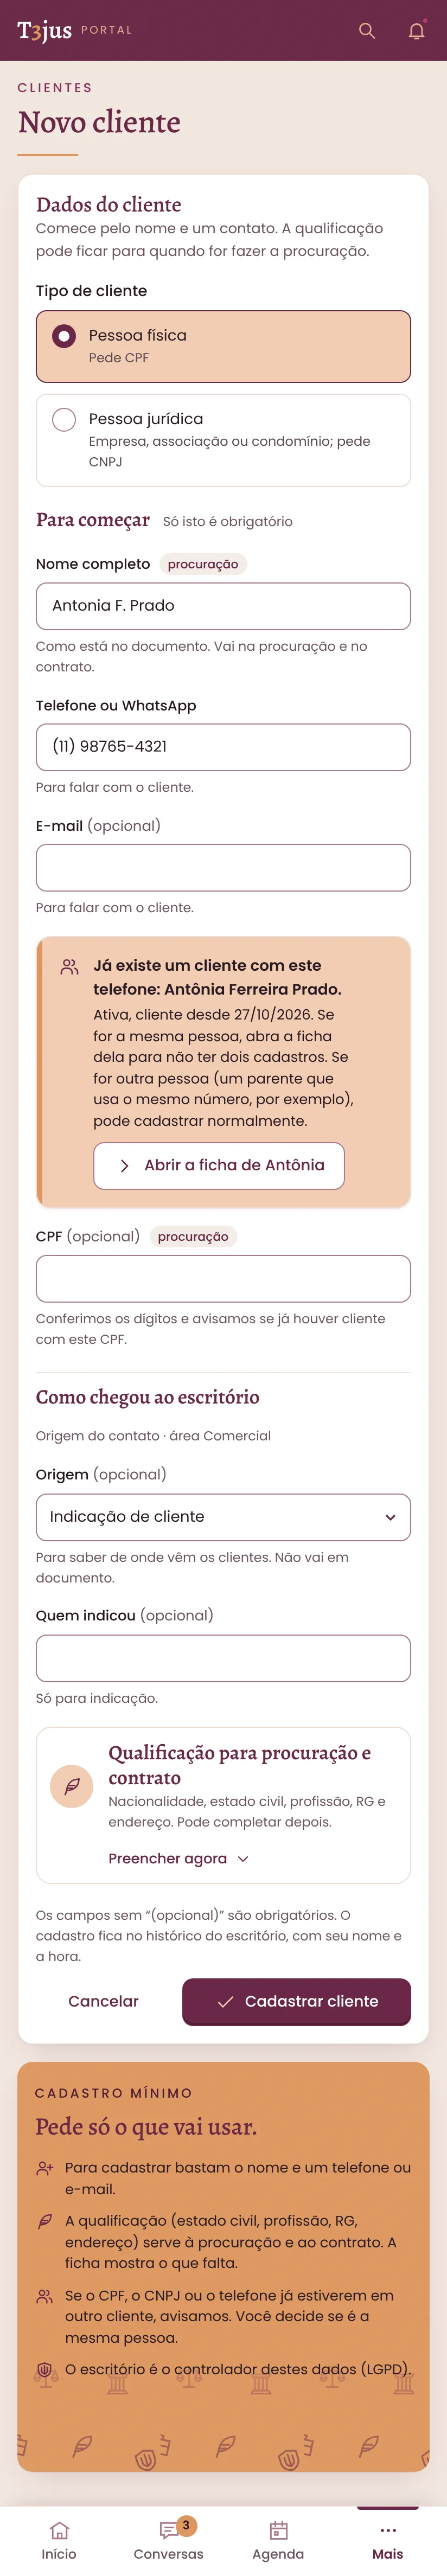 T3jus PORTAL
CLIENTES
Novo cliente
Dados do cliente
Comece pelo nome e um contato. A qualificação
pode ficar para quando for fazer a procuração.
Tipo de cliente
Pessoa física
Pede CPF
Pessoa jurídica
Empresa, associação ou condomínio; pede
CNPJ
Para começar Só isto é obrigatório
Nome completo procuração
Antonia F. Prado
Como está no documento. Vai na procuração e no
contrato.
Telefone ou WhatsApp
(11) 98765-4321
Para falar com o cliente.
E-mail (opcional)
Para falar com o cliente.
Já existe um cliente com este
telefone: Antônia Ferreira Prado.
Ativa, cliente desde 27/10/2026. Se
for a mesma pessoa, abra a ficha
dela para não ter dois cadastros. Se
for outra pessoa (um parente que
usa o mesmo número, por exemplo),
pode cadastrar normalmente.
Abrir a ficha de Antônia
CPF (opcional) procuração
Conferimos os dígitos e avisamos se já houver cliente
com este CPF.
Como chegou ao escritório
Origem do contato · área Comercial
Origem (opcional)
Indicação de cliente
Para saber de onde vêm os clientes. Não vai em
documento.
Quem indicou (opcional)
Só para indicação.
Qualificação para procuração e
contrato
Nacionalidade, estado civil, profissão, RG e
endereço. Pode completar depois.
Preencher agora
Os campos sem “(opcional)” são obrigatórios. O
cadastro fica no histórico do escritório, com seu nome e
a hora.
Cancelar
Cadastrar cliente
CADASTRO MÍNIMO
Pede só o que vai usar.
Para cadastrar bastam o nome e um telefone ou
e-mail.
A qualificação (estado civil, profissão, RG,
endereço) serve à procuração e ao contrato. A
ficha mostra o que falta.
Se o CPF, o CNPJ ou o telefone já estiverem em
outro cliente, avisamos. Você decide se é a
mesma pessoa.
O escritório é o controlador destes dados (LGPD).
3
Início
Conversas
Agenda
Mais